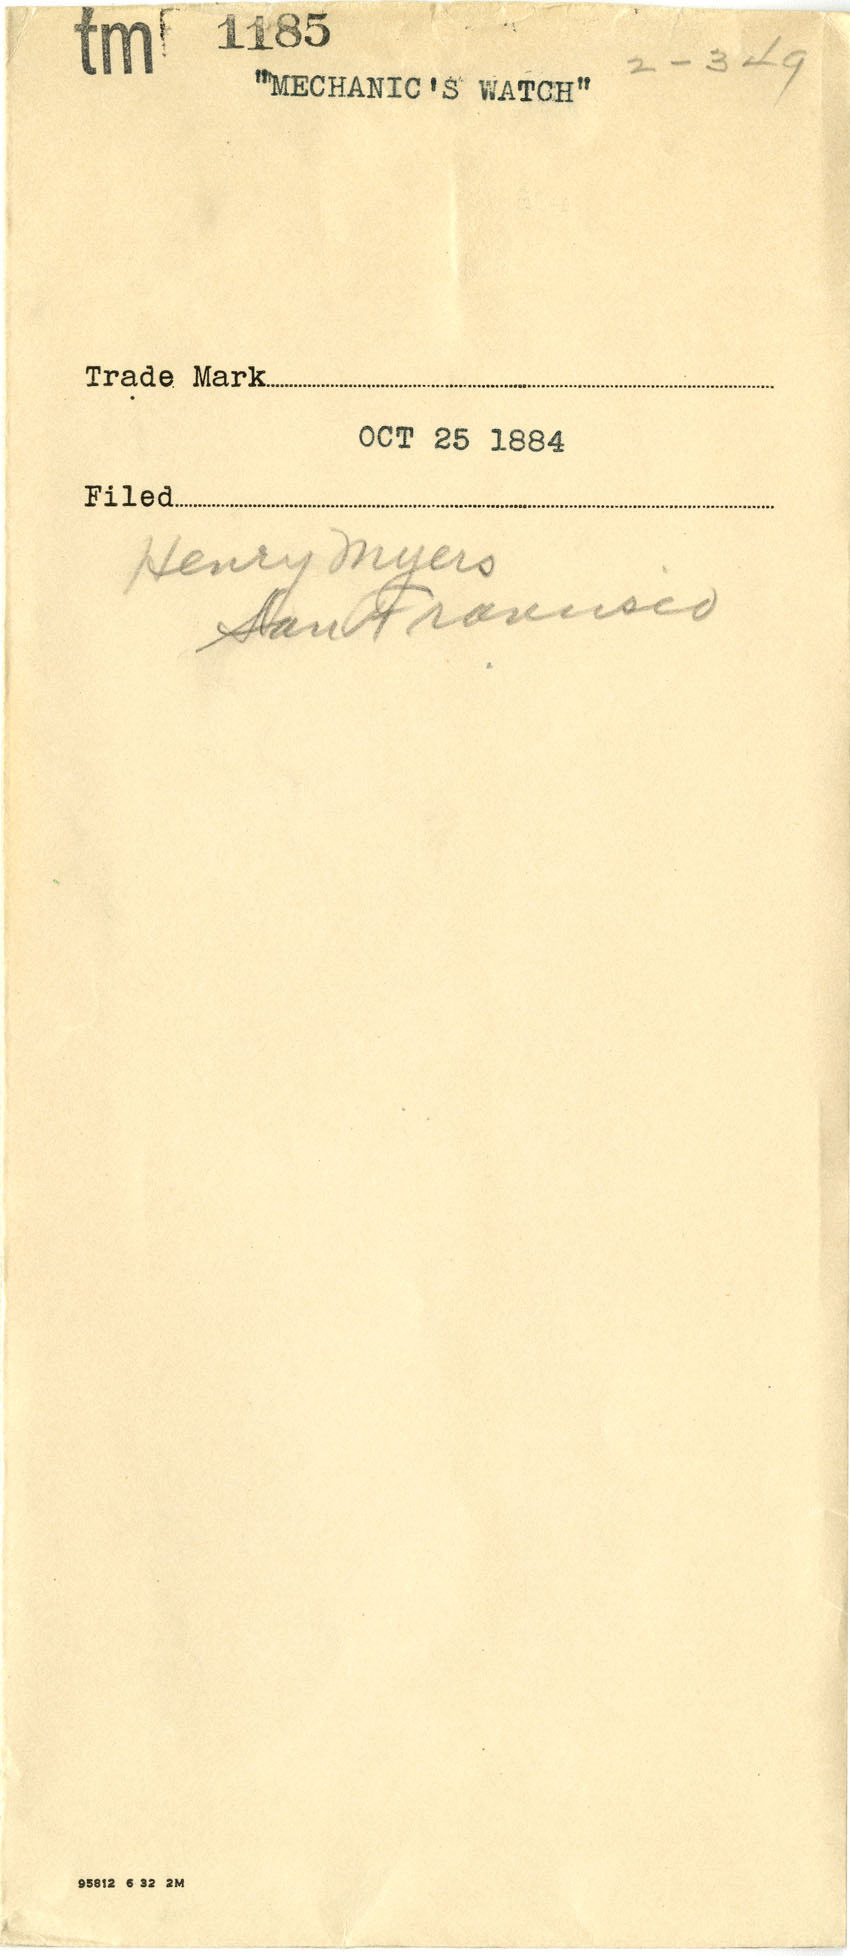 tm 1185
2-349
"MECHANIC'S WATCH"
Trade Mark
OCT 25 1884
Filed
Henry Myers
San Francisco
95812 6 32 2M